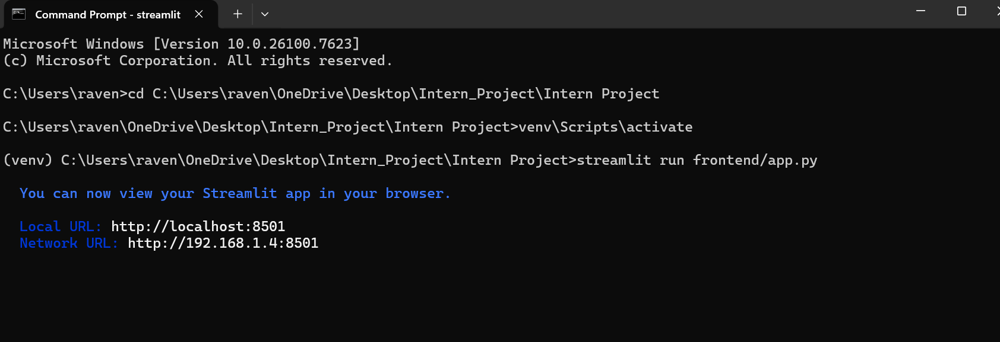 Command Prompt - streamlit
Microsoft Windows [Version 10.0.26100.7623]
(c) Microsoft Corporation. All rights reserved.
C:\Users\raven>cd C:\Users\raven\OneDrive\Desktop\Intern_Project\Intern Project
C:\Users\raven\OneDrive\Desktop\Intern_Project\Intern Project>venv\Scripts\activate
(venv) C:\Users\raven\OneDrive\Desktop\Intern_Project\Intern Project>streamlit run frontend/app.py
You can now view your Streamlit app in your browser.
Local URL: http://localhost:8501
Network URL: http://192.168.1.4:8501